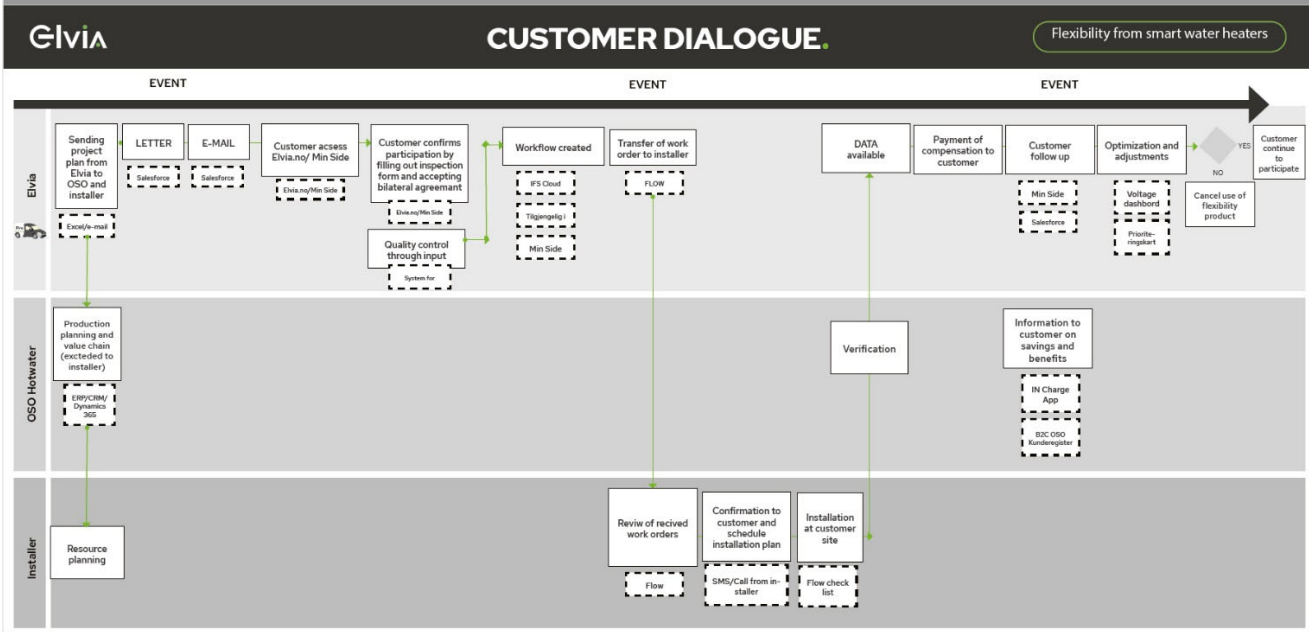 Elvia
CUSTOMER DIALOGUE.
Flexibility from smart water heaters
EVENT
EVENT
EVENT
Elvia
Sending
project
plan from
Elvia to
OSO and
installer
Excel/e-mail
LETTER
Salesforce
E-MAIL
Salesforce
Customer assess
Elvia.no/ Min Side
Elvia.no/Min Side
Customer confirms
participation by
filling out inspection
form and accepting
bilateral agreamant
Elvia.no/Min Side
Quality control
through input
System for
Workflow created
IFS Cloud
Tilgjengelig i
Min Side
Transfer of work
order to installer
FLOW
DATA
available
Payment of
compensation to
customer
Customer
follow up
Min Side
Salesforce
Optimization and
adjustments
Voltage
dashbord
Priorite-
ringskart
YES
NO
Customer
continue
to
participate
Cancel use of
flexibility
product
OSO Hotwater
Production
planning and
value chain
(excteded to
installer)
ERP/CRM/
Dynamics
365
Verification
Information to
customer on
savings and
benefits
IN Charge
App
B2C OSO
Kunderegister
Installer
Resource
planning
Reviw of recived
work orders
Flow
Confirmation to
customer and
schedule
installation plan
SMS/Call from in-
staller
Installation
at customer
site
Flow check
list